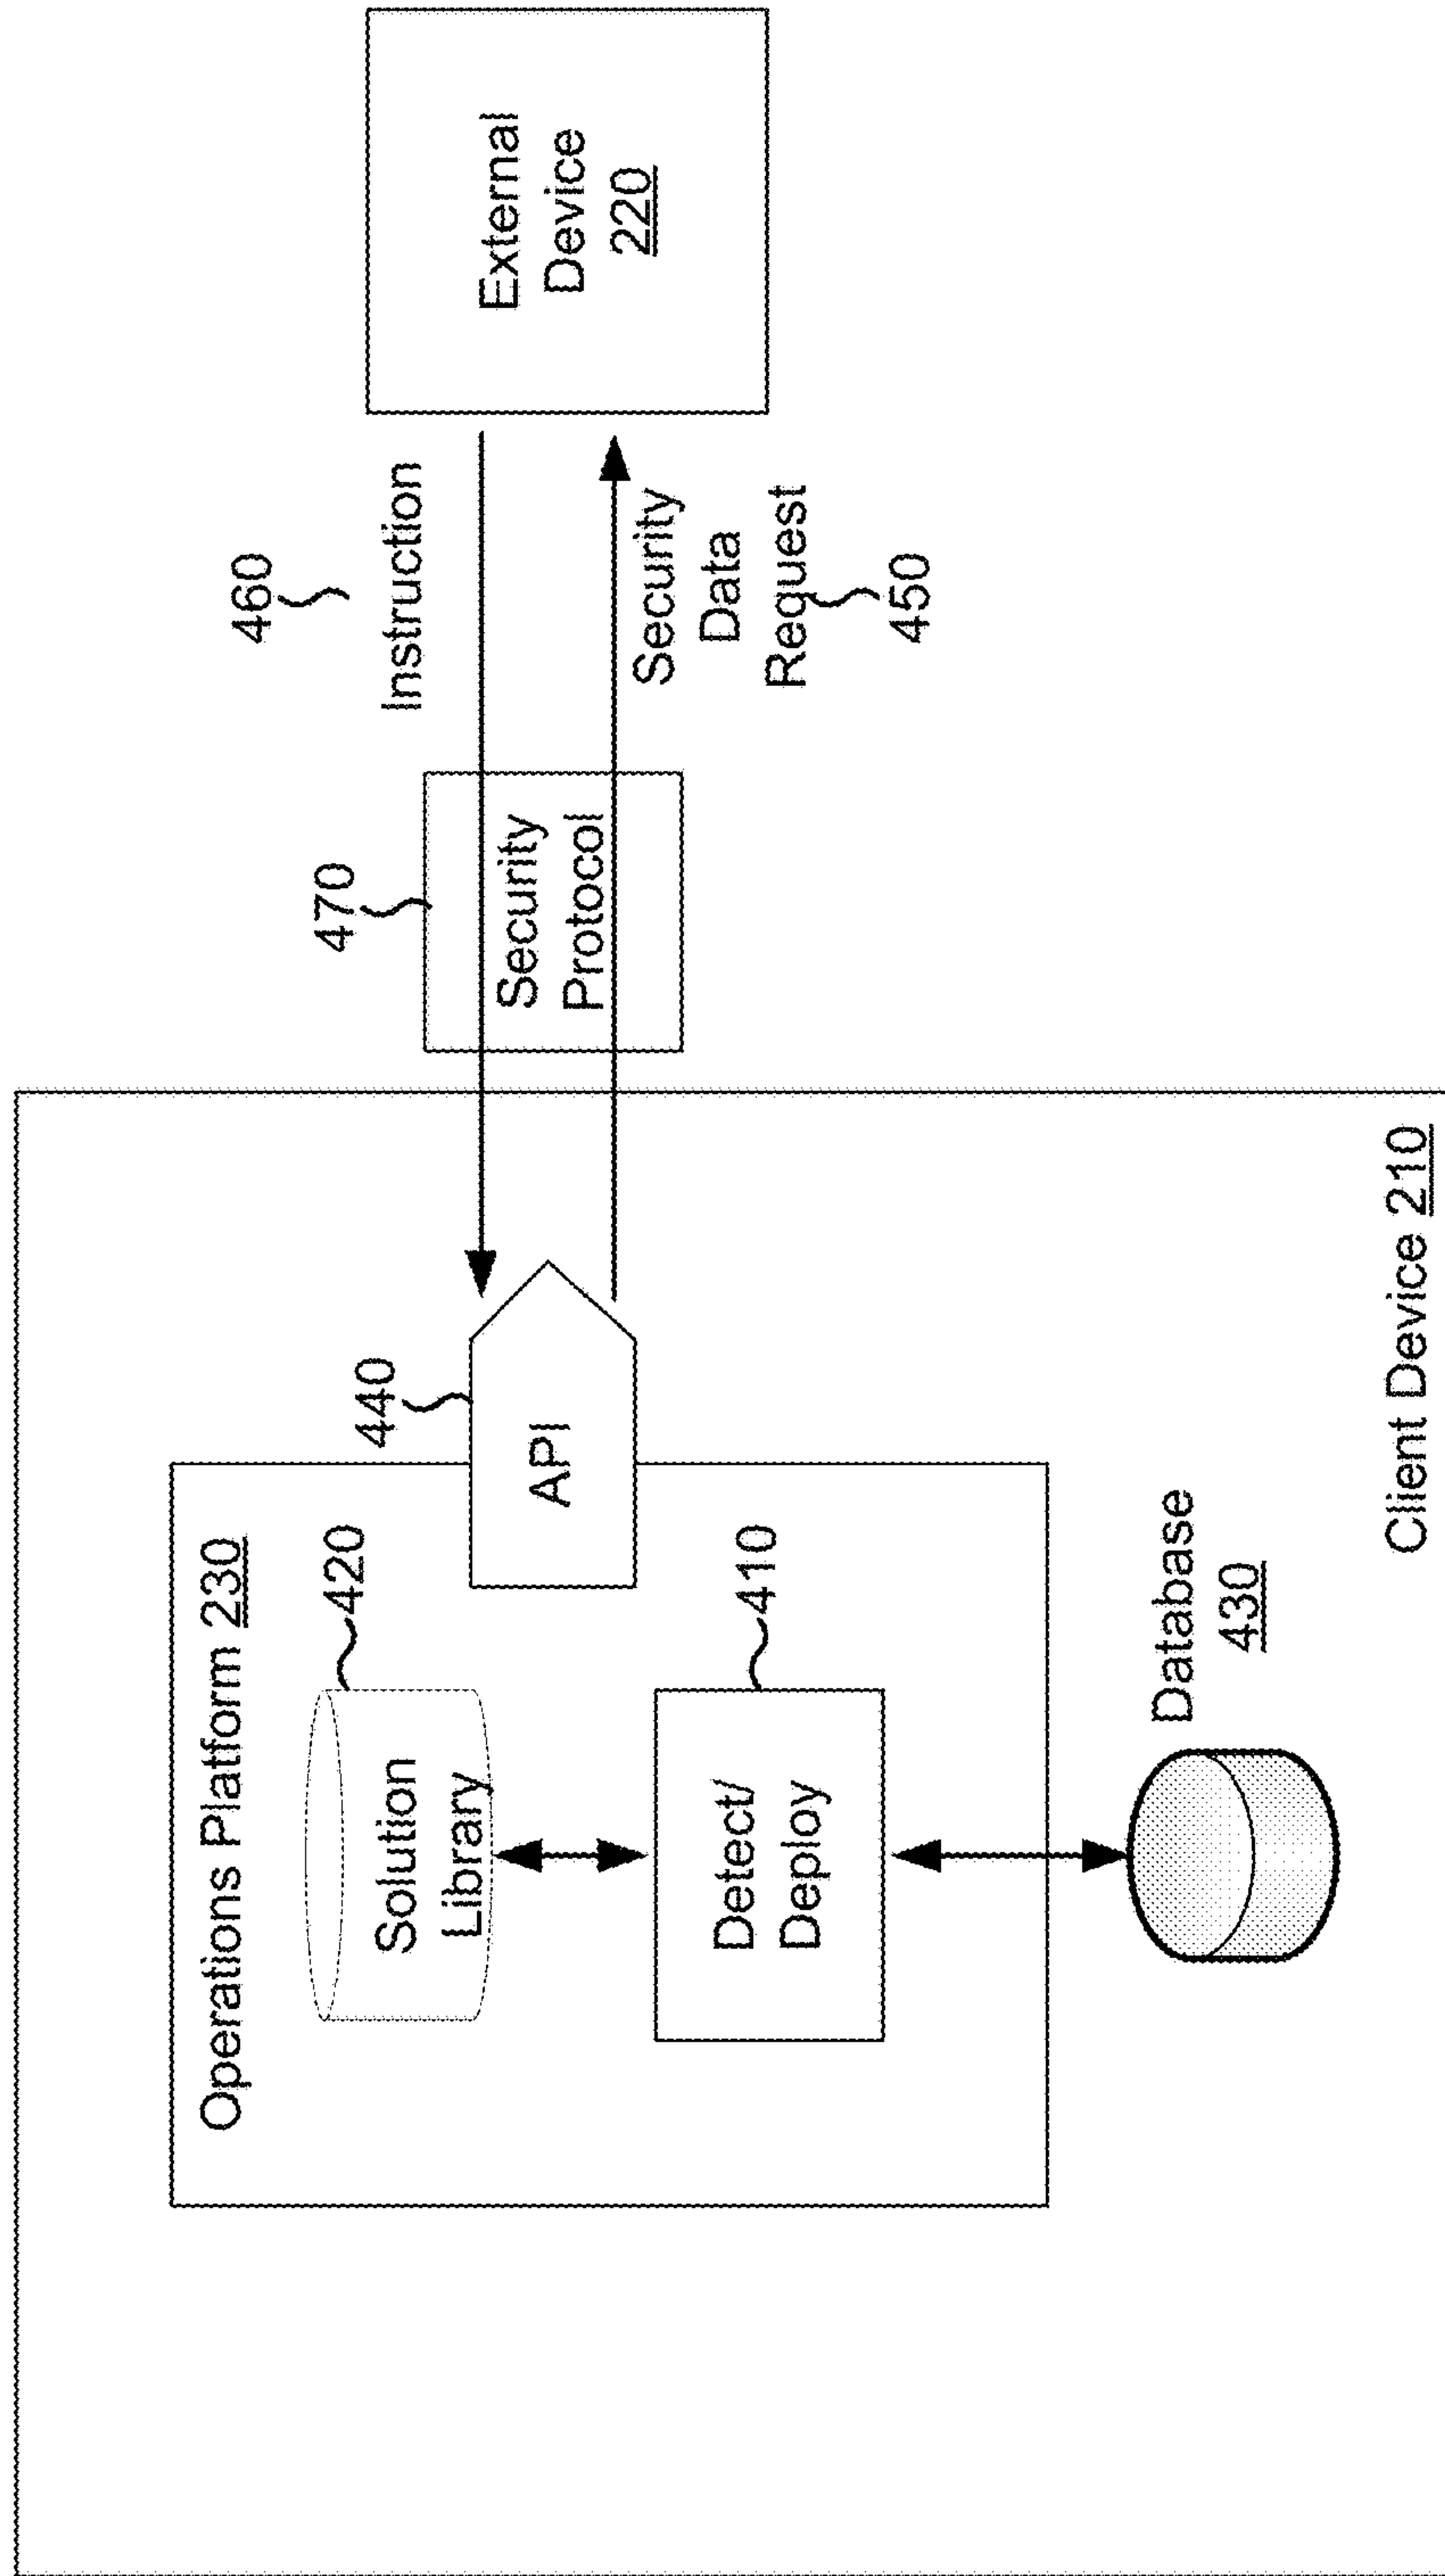 Operations Platform 230
Solution
Library
420
Detect/
Deploy
410
API
440
Database
430
Client Device 210
470
Security
Protocol
460
Instruction
Security
Data
Request
450
External
Device
220